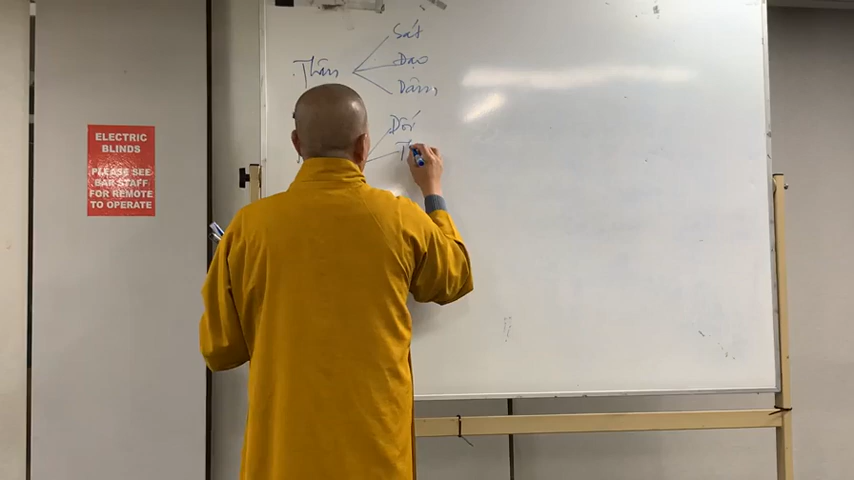 ELECTRIC
BLINDS
PLEASE SEE
BAR STAFF
FOR REMOTE
TO OPERATE
Sát
Thân
Đạo
Dâm,
Dối
T